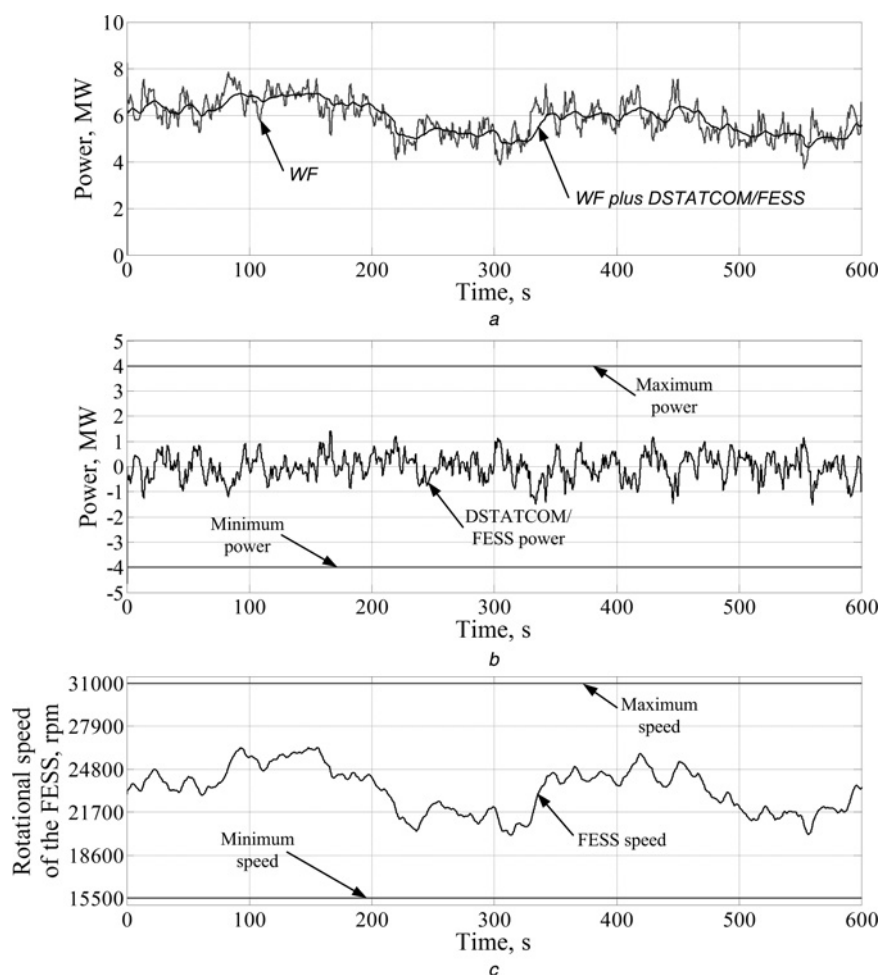 10
8
6
4
2
0
Power, MW
WF
WF plus DSTATCOM/FESS
0 100 200 300 400 500 600
Time, s
a
5
4
3
2
1
0
-1
-2
-3
-4
-5
Power, MW
Maximum
power
DSTATCOM/
FESS power
Minimum
power
0 100 200 300 400 500 600
Time, s
b
31000
27900
24800
21700
18600
15500
Rotational speed
of the FESS, rpm
Maximum
speed
FESS speed
Minimum
speed
0 100 200 300 400 500 600
Time, s
c